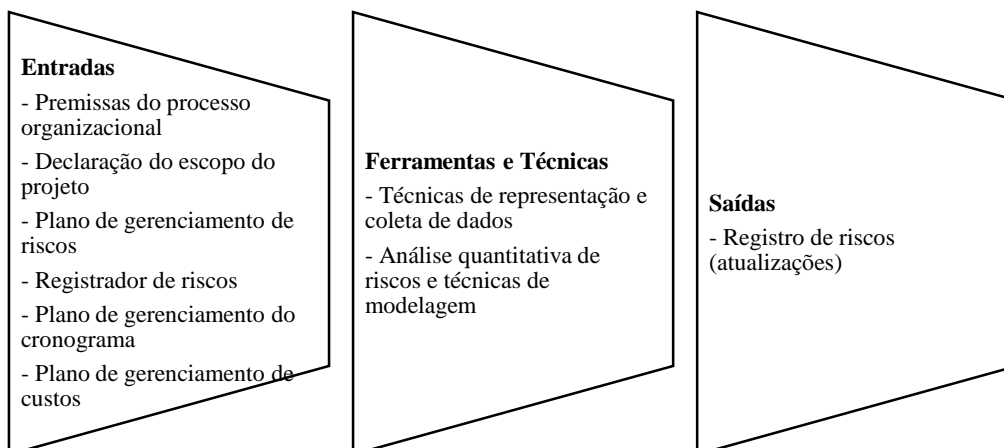 Entradas
- Premissas do processo
organizacional
- Declaração do escopo do
projeto
- Plano de gerenciamento de
riscos
- Registrador de riscos
- Plano de gerenciamento do
cronograma
- Plano de gerenciamento de
custos
Ferramentas e Técnicas
- Técnicas de representação e
coleta de dados
- Análise quantitativa de
riscos e técnicas de
modelagem
Saídas
- Registro de riscos
(atualizações)